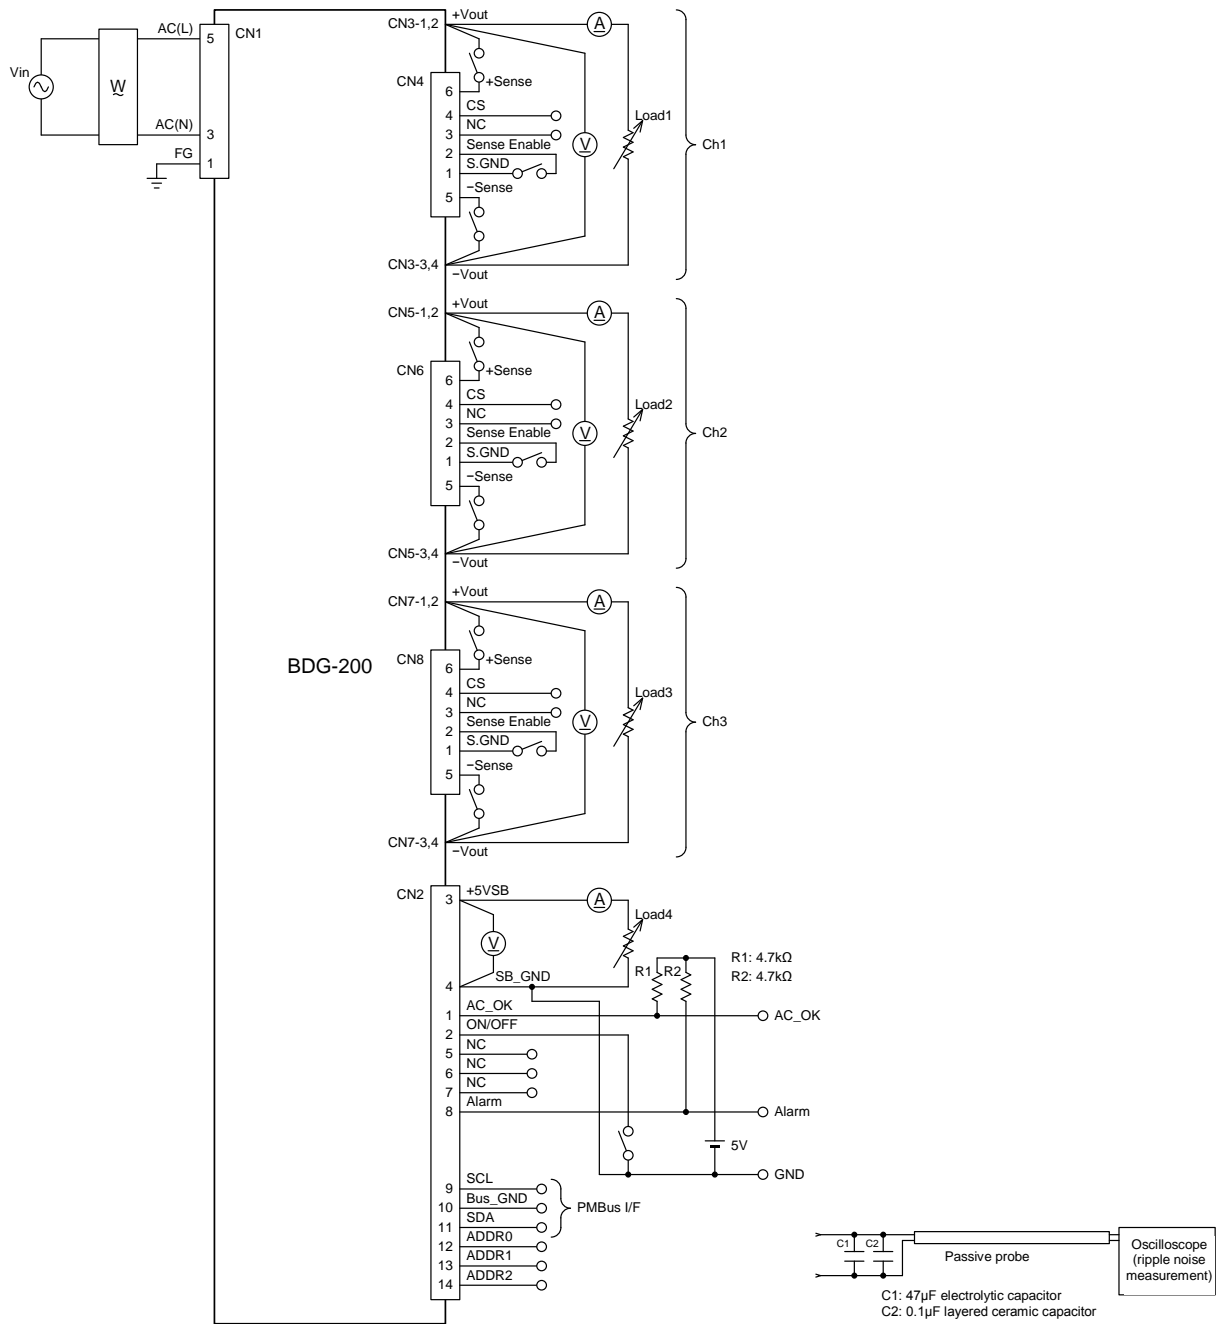 Vin
W
AC(L)
5
CN1
AC(N)
3
FG
1
BDG-200
CN3-1,2
+Vout
A
CN4
6
+Sense
4
CS
3
NC
2
Sense Enable
1
S.GND
5
−Sense
V
Load1
Ch1
CN3-3,4
−Vout
CN5-1,2
+Vout
A
CN6
6
+Sense
4
CS
3
NC
2
Sense Enable
1
S.GND
5
−Sense
V
Load2
Ch2
CN5-3,4
−Vout
CN7-1,2
+Vout
A
CN8
6
+Sense
4
CS
3
NC
2
Sense Enable
1
S.GND
5
−Sense
V
Load3
Ch3
CN7-3,4
−Vout
CN2
3
+5VSB
A
V
Load4
4
SB_GND
R1
R2
R1: 4.7kΩ
R2: 4.7kΩ
1
AC_OK
AC_OK
2
ON/OFF
5
NC
6
NC
7
NC
8
Alarm
Alarm
5V
GND
9
SCL
10
Bus_GND
11
SDA
PMBus I/F
12
ADDR0
13
ADDR1
14
ADDR2
C1
C2
Passive probe
Oscilloscope
(ripple noise
measurement)
C1: 47µF electrolytic capacitor
C2: 0.1µF layered ceramic capacitor